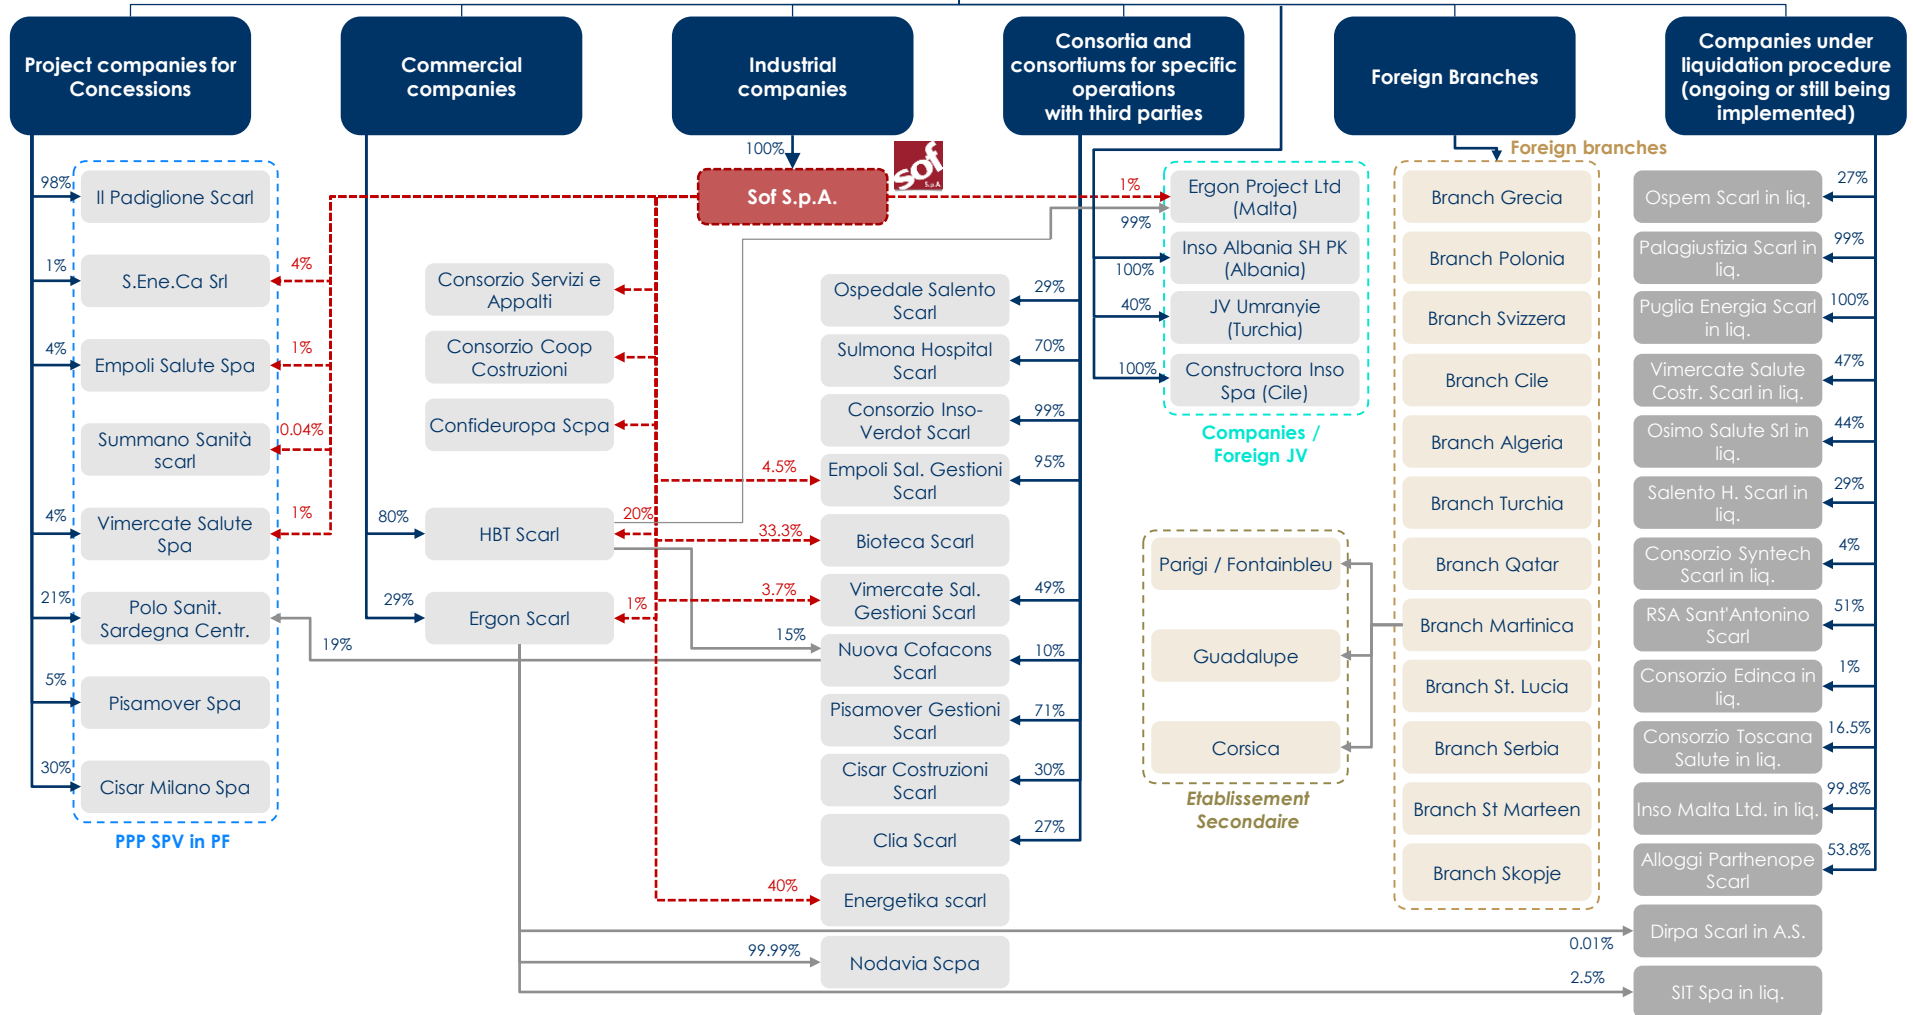 Project companies for
Concessions
Commercial
companies
Industrial
companies
Consortia and
consortiums for specific
operations
with third parties
Foreign Branches
Companies under
liquidation procedure
(ongoing or still being
implemented)
98%
Il Padiglione Scarl
1%
S.Ene.Ca Srl
4%
4%
Empoli Salute Spa
1%
Summano Sanità
scarl
0.04%
4%
Vimercate Salute
Spa
1%
21%
Polo Sanit.
Sardegna Centr.
19%
5%
Pisamover Spa
30%
Cisar Milano Spa
PPP SPV in PF
Consorzio Servizi e
Appalti
Consorzio Coop
Costruzioni
Confideuropa Scpa
80%
HBT Scarl
20%
29%
Ergon Scarl
1%
100%
sof
S.p.A
Sof S.p.A.
Ospedale Salento
Scarl
29%
Sulmona Hospital
Scarl
70%
Consorzio Inso-
Verdot Scarl
99%
4.5%
Empoli Sal. Gestioni
Scarl
95%
33.3%
Bioteca Scarl
3.7%
Vimercate Sal.
Gestioni Scarl
49%
15%
Nuova Cofacons
Scarl
10%
Pisamover Gestioni
Scarl
71%
Cisar Costruzioni
Scarl
30%
Clia Scarl
27%
40%
Energetika scarl
99.99%
Nodavia Scpa
1%
Ergon Project Ltd
(Malta)
99%
Inso Albania SH PK
(Albania)
100%
40%
JV Umranyie
(Turchia)
100%
Constructora Inso
Spa (Cile)
Companies /
Foreign JV
Parigi / Fontainbleu
Guadalupe
Corsica
Etablissement
Secondaire
Foreign branches
Branch Grecia
Branch Polonia
Branch Svizzera
Branch Cile
Branch Algeria
Branch Turchia
Branch Qatar
Branch Martinica
Branch St. Lucia
Branch Serbia
Branch St Marteen
Branch Skopje
Ospem Scarl in liq.
27%
Palagiustizia Scarl in
liq.
99%
Puglia Energia Scarl
in liq.
100%
Vimercate Salute
Costr. Scarl in liq.
47%
Osimo Salute Srl in
liq.
44%
Salento H. Scarl in
liq.
29%
Consorzio Syntech
Scarl in liq.
4%
RSA Sant'Antonino
Scarl
51%
Consorzio Edinca in
liq.
1%
Consorzio Toscana
Salute in liq.
16.5%
Inso Malta Ltd. in liq.
99.8%
Alloggi Parthenope
Scarl
53.8%
Dirpa Scarl in A.S.
0.01%
SIT Spa in liq.
2.5%